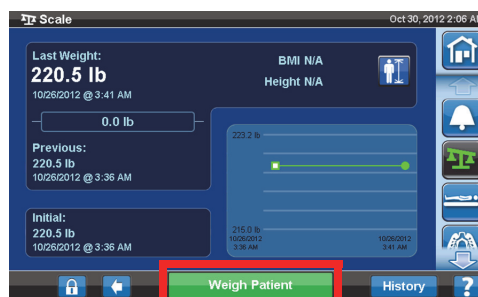 Scale
Oct 30, 2012 2:06 AM
Last Weight:
220.5 lb
10/26/2012 @ 3:41 AM
BMI N/A
Height N/A
0.0 lb
Previous:
220.5 lb
10/26/2012 @ 3:36 AM
223.2 lb
215.0 lb
10/26/2012
3:36 AM
10/26/2012
3:41 AM
Initial:
220.5 lb
10/26/2012 @ 3:36 AM
Weigh Patient
History
?